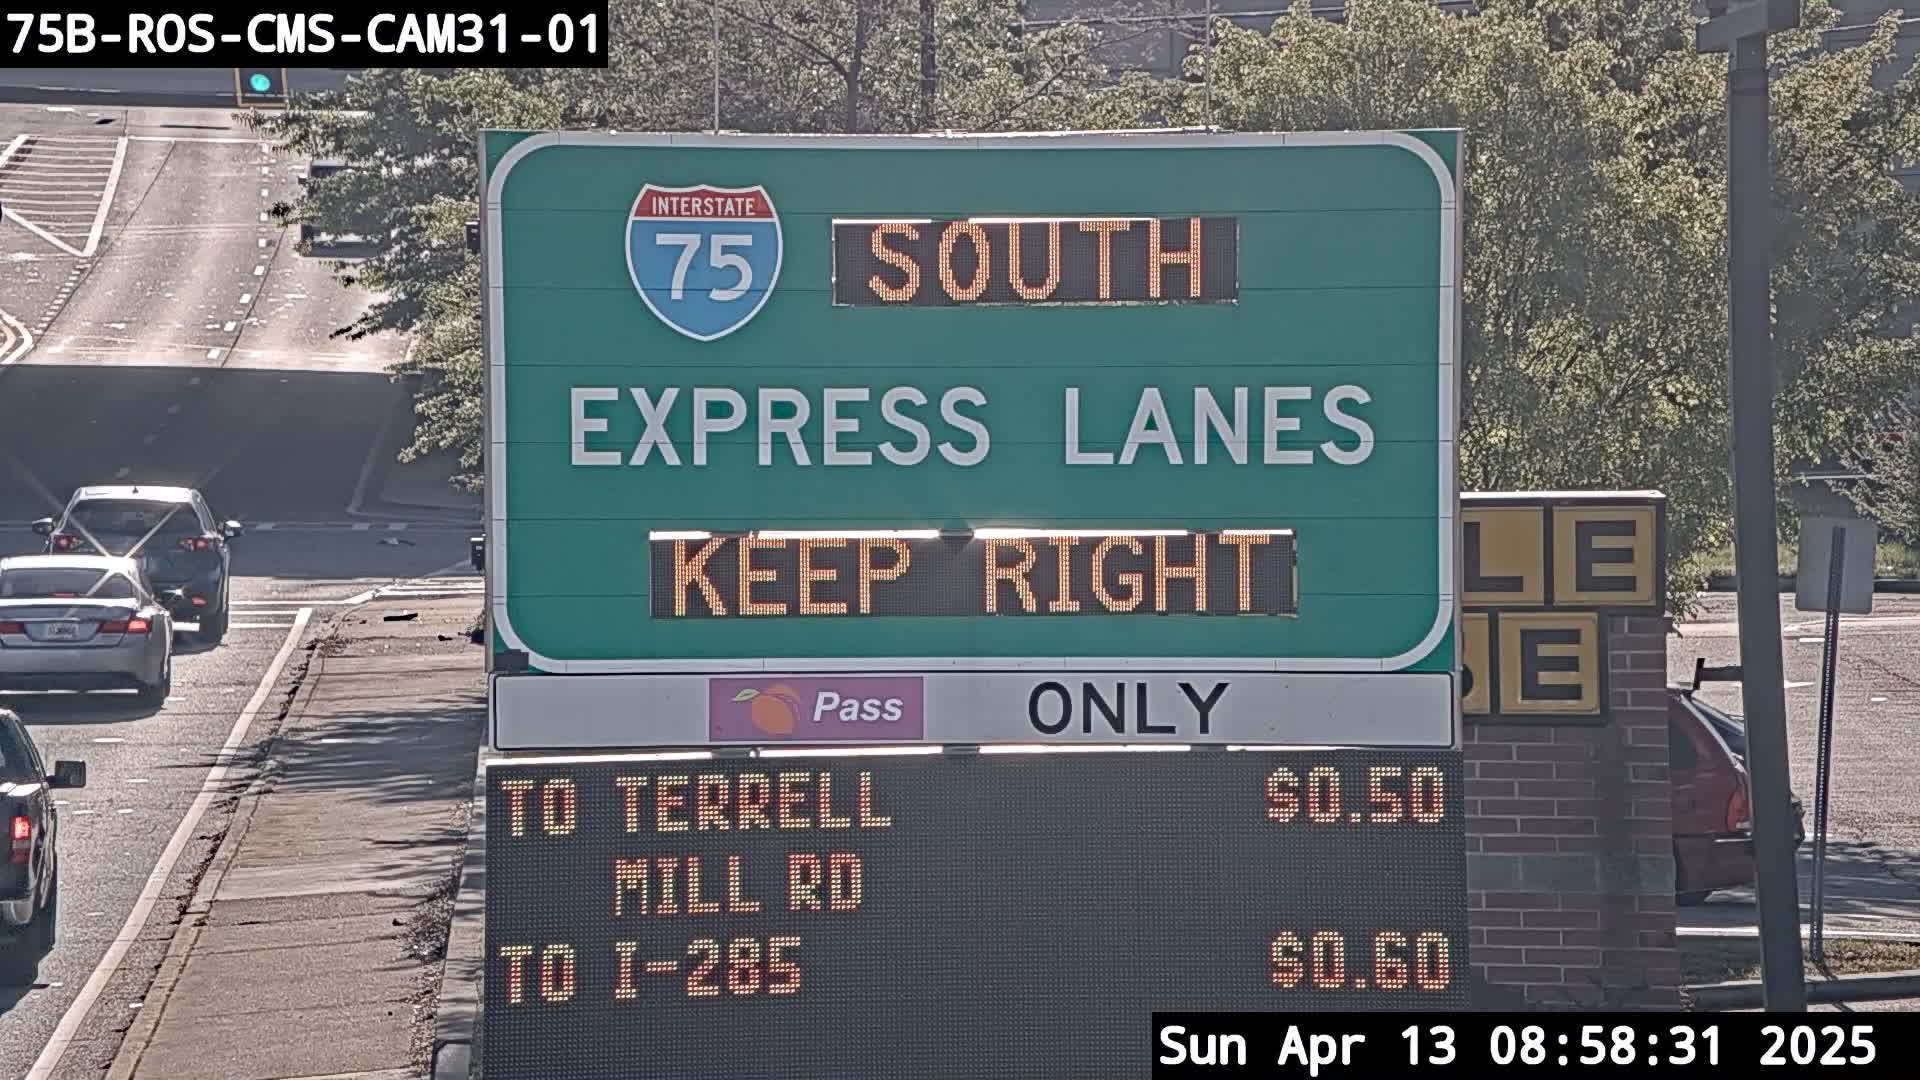 75B-ROS-CMS-CAM31-01
INTERSTATE
75
SOUTH
EXPRESS LANES
KEEP RIGHT
Pass ONLY
TO TERRELL $0.50
MILL RD
TO I-285 $0.60
LE
E
Sun Apr 13 08:58:31 2025